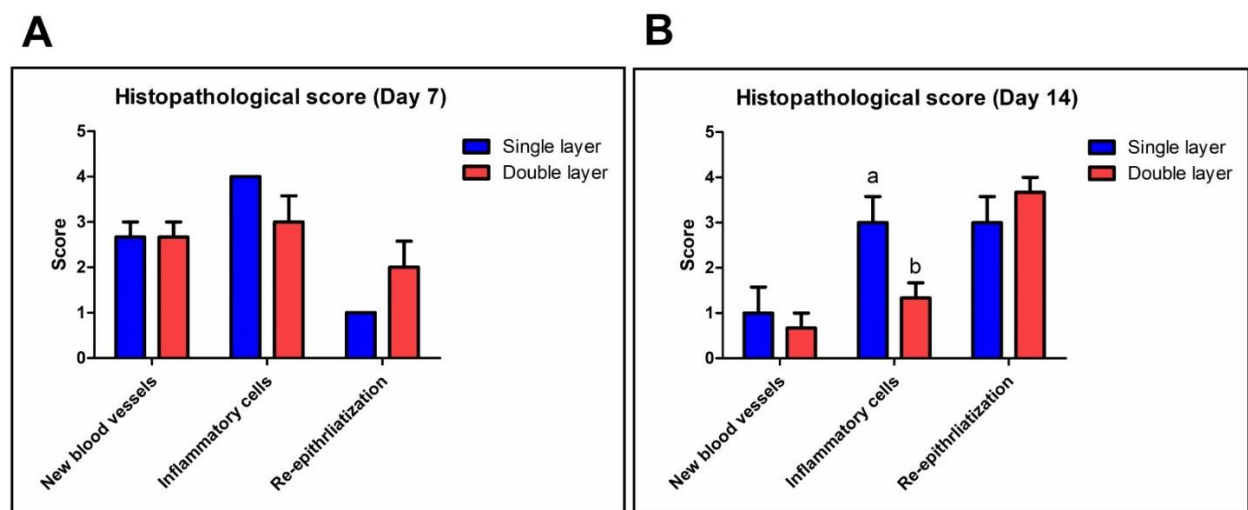 A
Histopathological score (Day 7)
Score
5
4
3
2
1
0
Single layer
Double layer
New blood vessels
Inflammatory cells
Re-epithrliatization
B
Histopathological score (Day 14)
Score
5
4
3
2
1
0
a
b
Single layer
Double layer
New blood vessels
Inflammatory cells
Re-epithrliatization